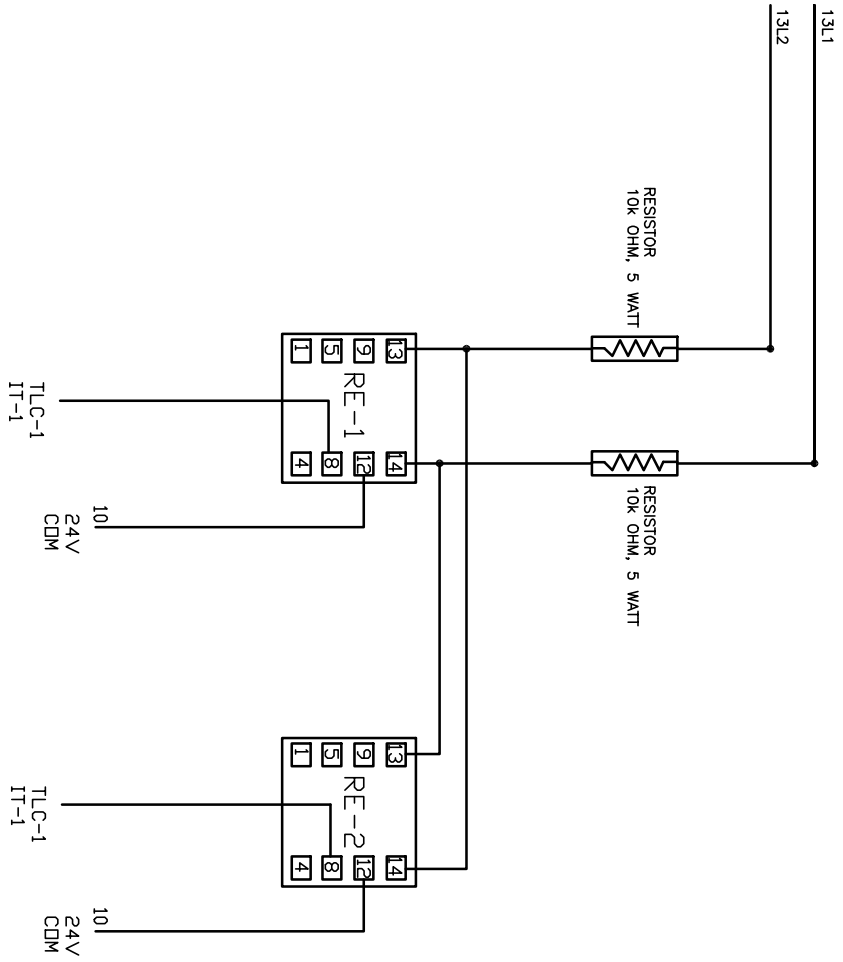 13L1
13L2
RESISTOR
10k OHM, 5 WATT
RESISTOR
10k OHM, 5 WATT
13 14
9 12
RE-1
5 8
1 4
13 14
9 12
RE-2
5 8
1 4
10
24V
COM
TLC-1
IT-1
10
24V
COM
TLC-1
IT-1